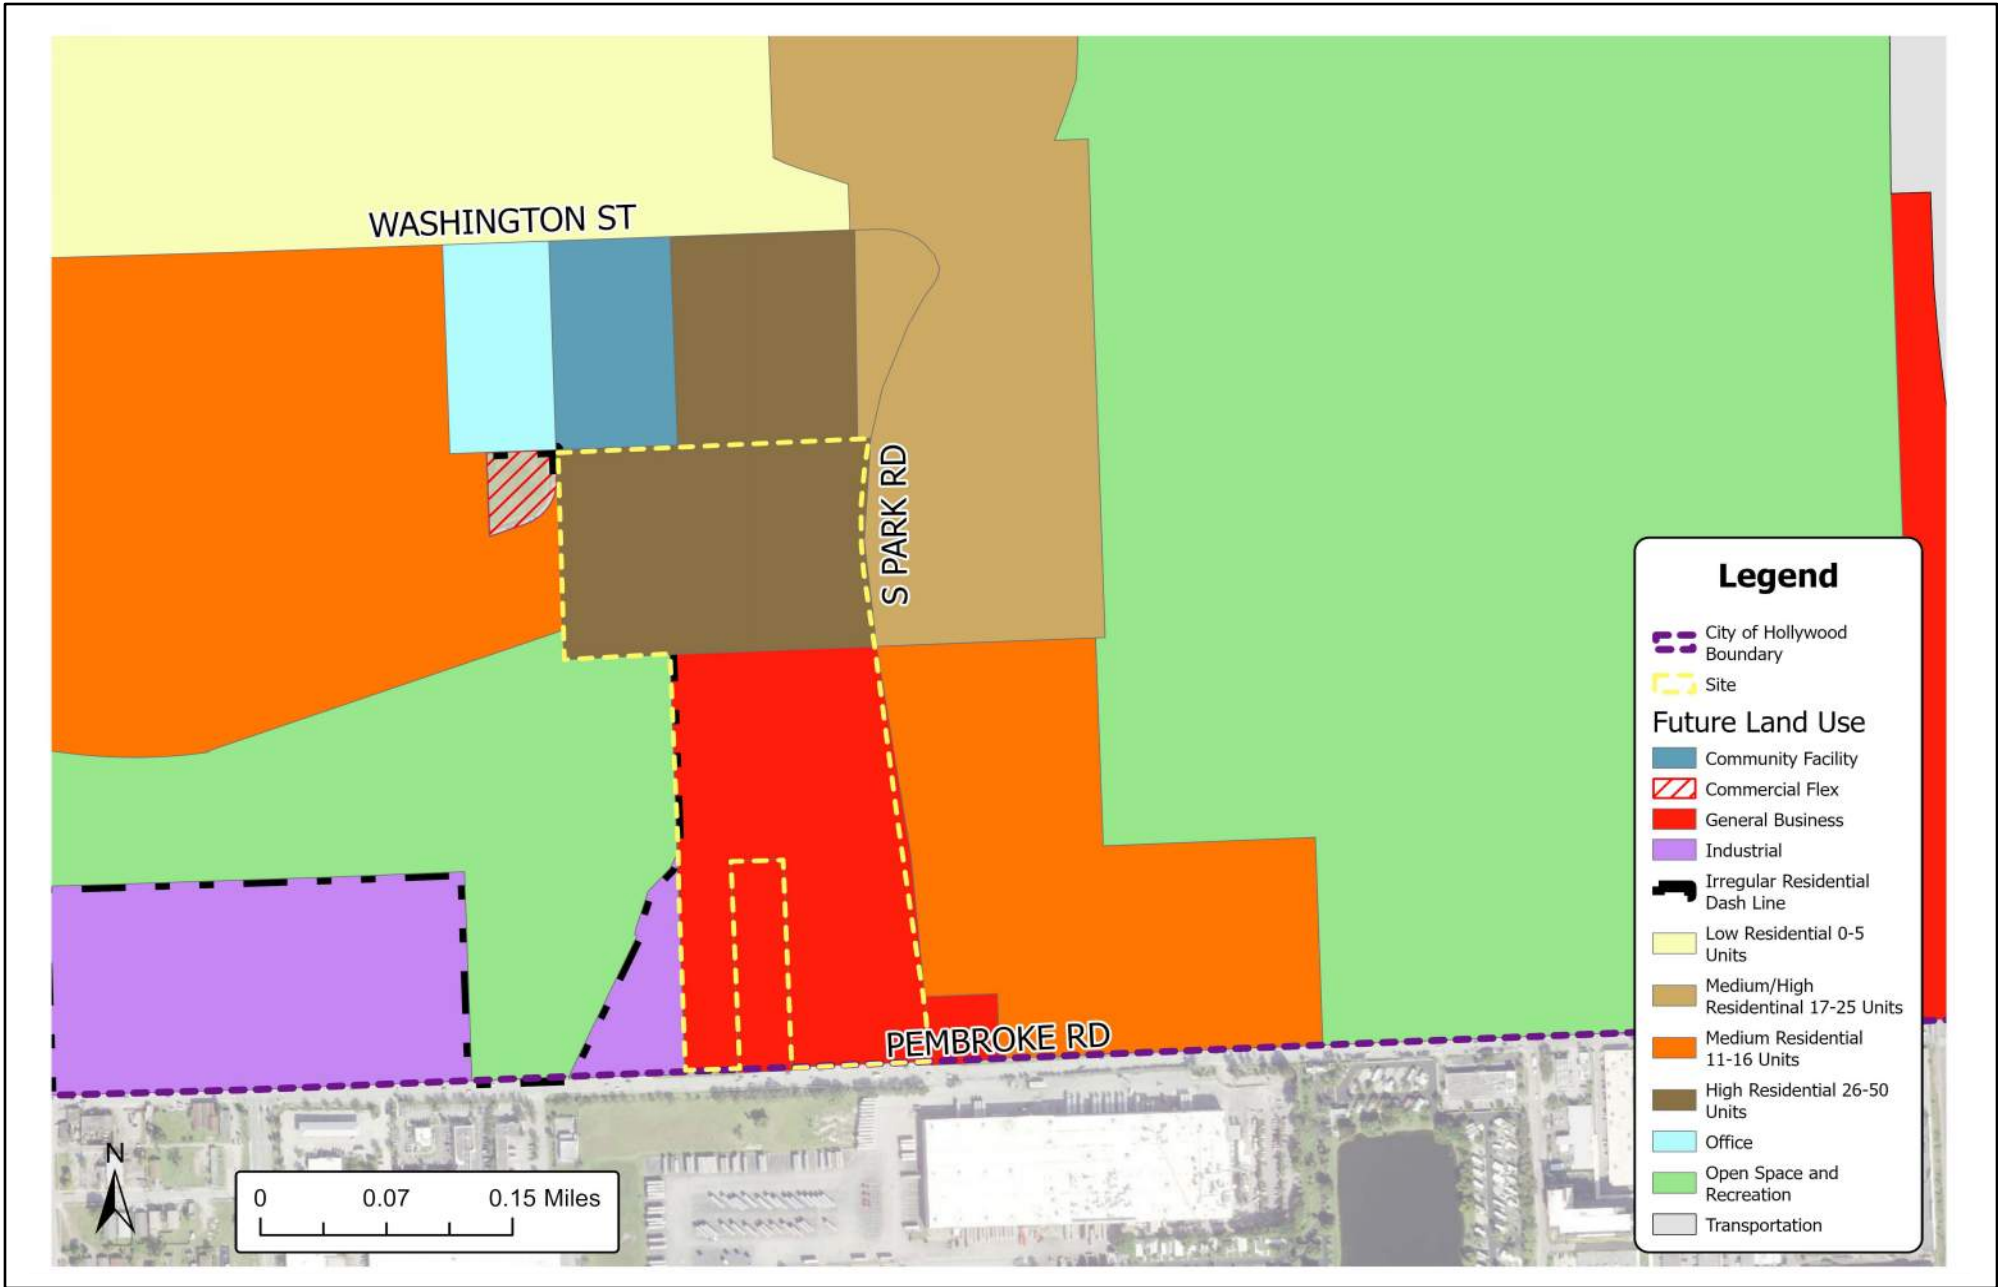 WASHINGTON ST
S PARK RD
PEMBROKE RD
Legend
City of Hollywood
Boundary
Site
Future Land Use
Community Facility
Commercial Flex
General Business
Industrial
Irregular Residential
Dash Line
Low Residential 0-5
Units
Medium/High
Residentinal 17-25 Units
Medium Residential
11-16 Units
High Residential 26-50
Units
Office
Open Space and
Recreation
Transportation
N
0 0.07 0.15 Miles